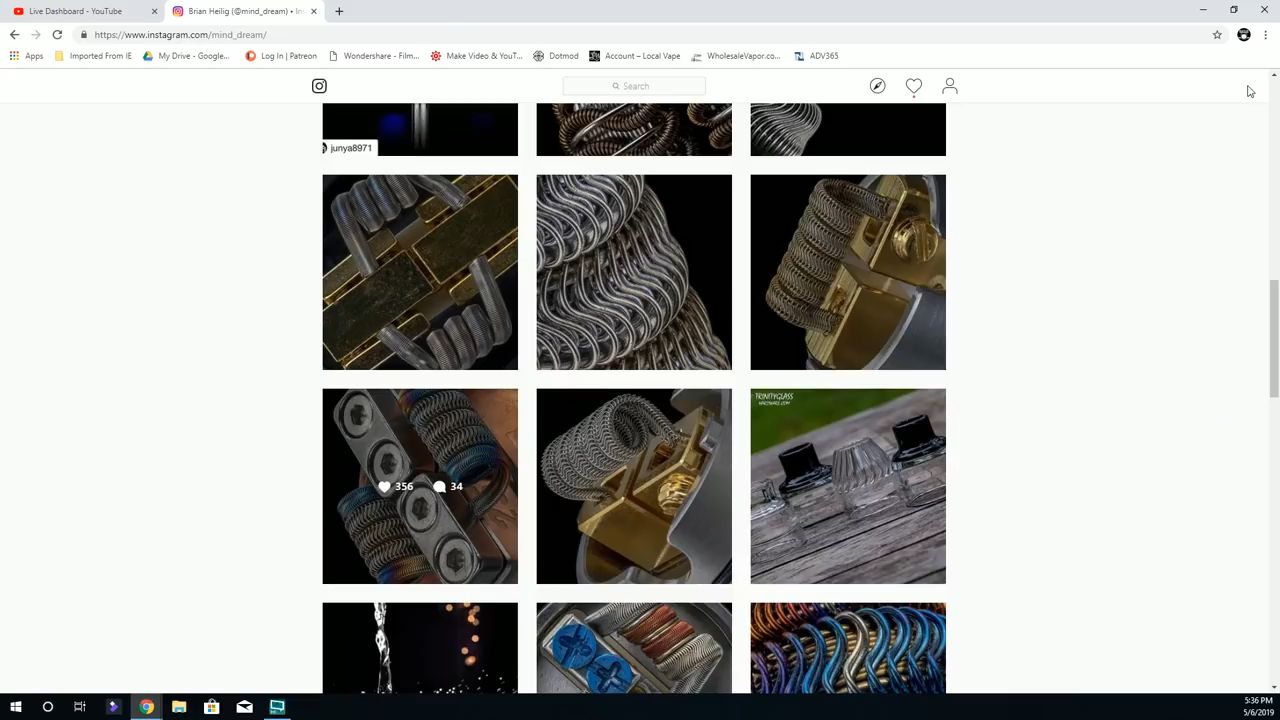 Live Dashboard - YouTube
Brian Heilig (@mind_dream) • In
https://www.instagram.com/mind_dream/
Apps
Imported From IE
My Drive - Google...
Log In | Patreon
Wondershare - Film...
Make Video & YouT...
Dotmod
Account – Local Vape
WholesaleVapor.co...
ADV365
Search
junya8971
356
34
TRINITYGLASS
5:36 PM
5/6/2019